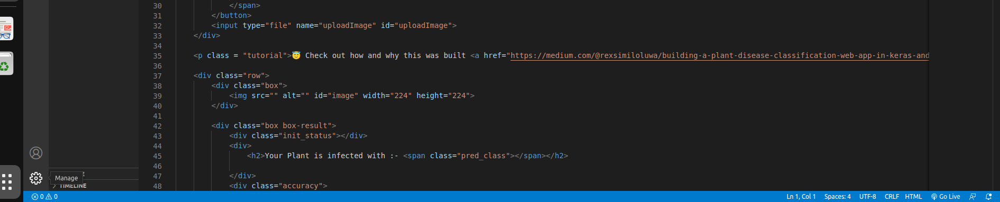 30 </span>
31 </button>
32 <input type="file" name="uploadImage" id="uploadImage">
33 </div>
34
35 <p class = "tutorial">😇 Check out how and why this was built <a href="https://medium.com/@rexsimiloluwa/building-a-plant-disease-classification-web-app-in-keras-and
36
37 <div class="row">
38 <div class="box">
39 <img src="" alt="" id="image" width="224" height="224">
40 </div>
41
42 <div class="box box-result">
43 <div class="init_status"></div>
44 <div>
45 <h2>Your Plant is infected with :- <span class="pred_class"></span></h2>
46
47 </div>
48 <div class="accuracy">
Manage
TIMELINE
0 0 Ln 1, Col 1 Spaces: 4 UTF-8 CRLF HTML Go Live